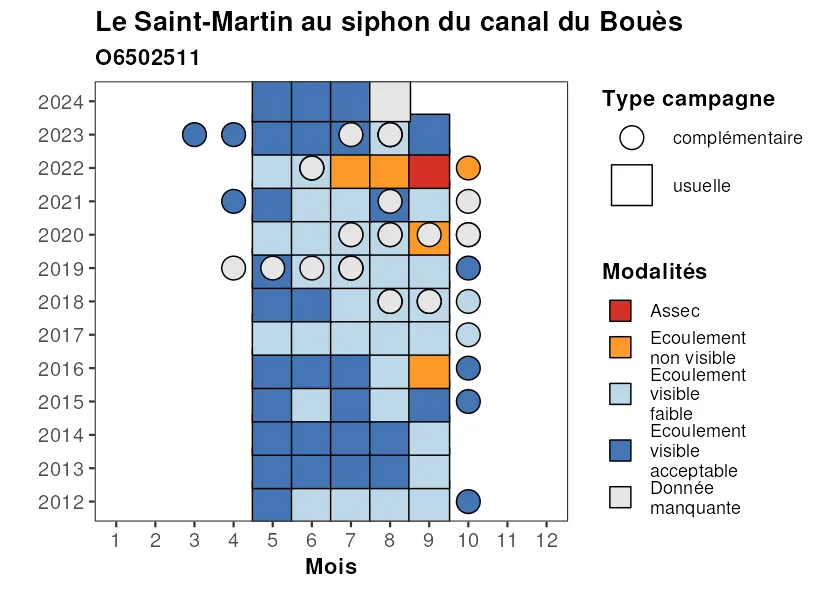 Le Saint-Martin au siphon du canal du Bouès
O6502511
2024
2023
2022
2021
2020
2019
2018
2017
2016
2015
2014
2013
2012
1 2 3 4 5 6 7 8 9 10 11 12
Mois
Type campagne
complémentaire
usuelle
Modalités
Assec
Ecoulement
non visible
Ecoulement
visible
faible
Ecoulement
visible
acceptable
Donnée
manquante